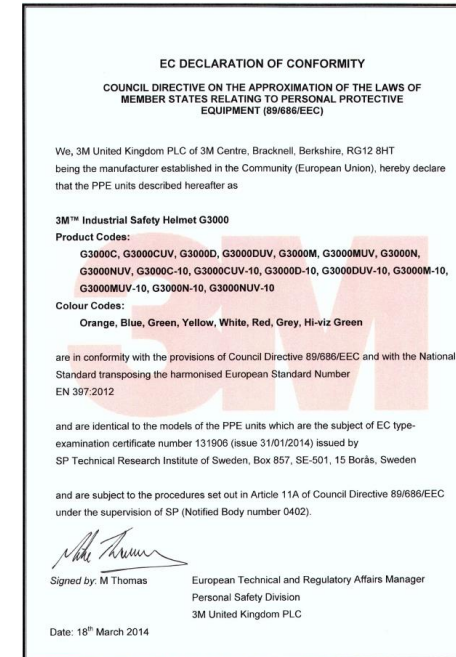 EC DECLARATION OF CONFORMITY
COUNCIL DIRECTIVE ON THE APPROXIMATION OF THE LAWS OF
MEMBER STATES RELATING TO PERSONAL PROTECTIVE
EQUIPMENT (89/686/EEC)
We, 3M United Kingdom PLC of 3M Centre, Bracknell, Berkshire, RG12 8HT
being the manufacturer established in the Community (European Union), hereby declare
that the PPE units described hereafter as
3M™ Industrial Safety Helmet G3000
Product Codes:
G3000C, G3000CUV, G3000D, G3000DUV, G3000M, G3000MUV, G3000N,
G3000NUV, G3000C-10, G3000CUV-10, G3000D-10, G3000DUV-10, G3000M-10,
G3000MUV-10, G3000N-10, G3000NUV-10
Colour Codes:
Orange, Blue, Green, Yellow, White, Red, Grey, Hi-viz Green
are in conformity with the provisions of Council Directive 89/686/EEC and with the National
Standard transposing the harmonised European Standard Number
EN 397:2012
and are identical to the models of the PPE units which are the subject of EC type-
examination certificate number 131906 (issue 31/01/2014) issued by
SP Technical Research Institute of Sweden, Box 857, SE-501, 15 Borås, Sweden
and are subject to the procedures set out in Article 11A of Council Directive 89/686/EEC
under the supervision of SP (Notified Body number 0402).
Signed by: M Thomas European Technical and Regulatory Affairs Manager
Personal Safety Division
3M United Kingdom PLC
Date: 18th March 2014
3M